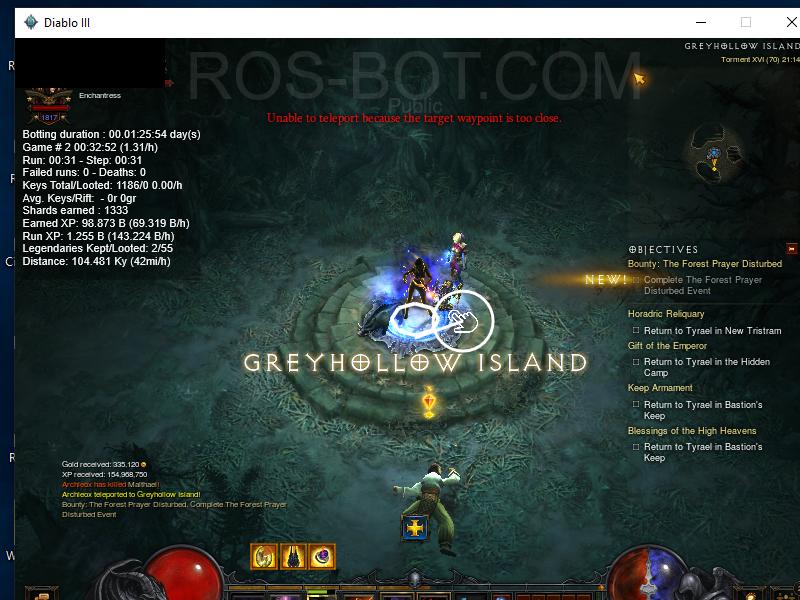 Diablo III
GREYHOLLOW ISLAND
Torment XVI (70) 21:14
ROS-BOT.COM
Public
Enchantress
Unable to teleport because the target waypoint is too close.
1817
Botting duration : 00.01:25:54 day(s)
Game # 2 00:32:52 (1.31/h)
Run: 00:31 - Step: 00:31
Failed runs: 0 - Deaths: 0
Keys Total/Looted: 1186/0 0.00/h
Avg. Keys/Rift: - 0r 0gr
Shards earned : 1333
Earned XP: 98.873 B (69.319 B/h)
Run XP: 1.255 B (143.224 B/h)
Legendaries Kept/Looted: 2/55
Distance: 104.481 Ky (42mi/h)
OBJECTIVES
Bounty: The Forest Prayer Disturbed
NEW!
Complete The Forest Prayer
Disturbed Event
Horadric Reliquary
Return to Tyrael in New Tristram
Gift of the Emperor
Return to Tyrael in the Hidden
Camp
Keep Armament
Return to Tyrael in Bastion's
Keep
Blessings of the High Heavens
Return to Tyrael in Bastion's
Keep
GREYHOLLOW ISLAND
Gold received: 335,120
XP received: 154,968,750
Archleox has killed Malthael!
Archleox teleported to Greyhollow Island!
Bounty: The Forest Prayer Disturbed, Complete The Forest Prayer
Disturbed Event